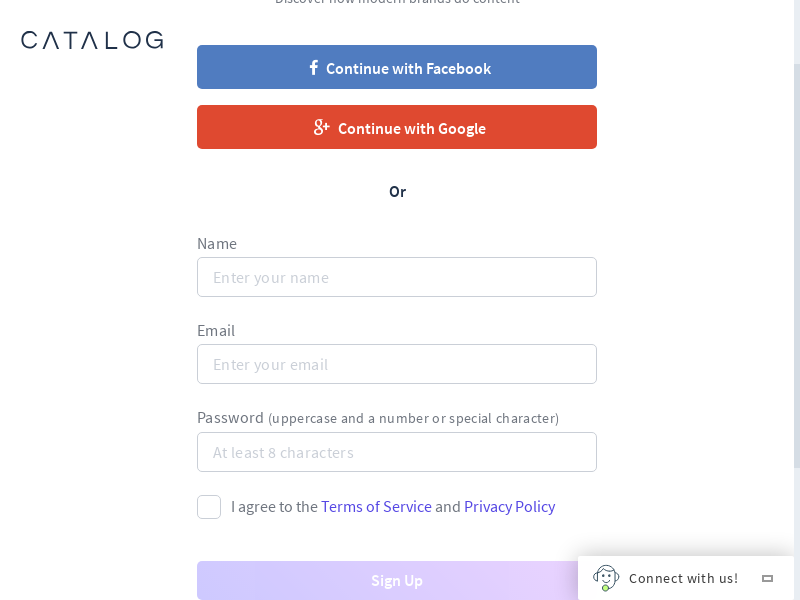 Discover how modern brands do content
CATALOG
Continue with Facebook
Continue with Google
Or
Name
Enter your name
Email
Enter your email
Password (uppercase and a number or special character)
At least 8 characters
I agree to the Terms of Service and Privacy Policy
Sign Up
Connect with us!